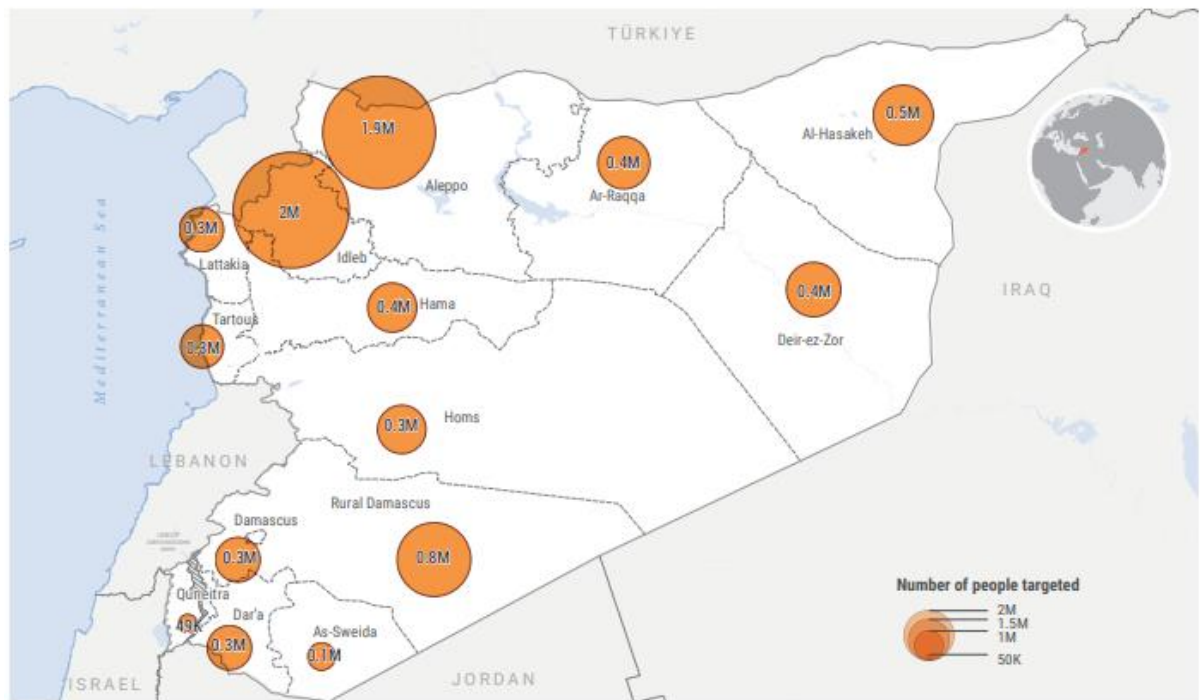 TÜRKIYE
1.9M
0.5M
Al-Hasakeh
0.4M
Aleppo
Ar-Raqqa
2M
0.3M
Idleb
Lattakia
Mediterranean Sea
IRAQ
0.4M
Hama
0.4M
Tartous
Deir-ez-Zor
0.3M
0.3M
Homs
LEBANON
Rural Damascus
Damascus
0.3M
0.8M
Quneitra
49K
Dar'a
0.3M
As-Sweida
0.1M
ISRAEL
JORDAN
Number of people targeted
2M
1.5M
1M
50K